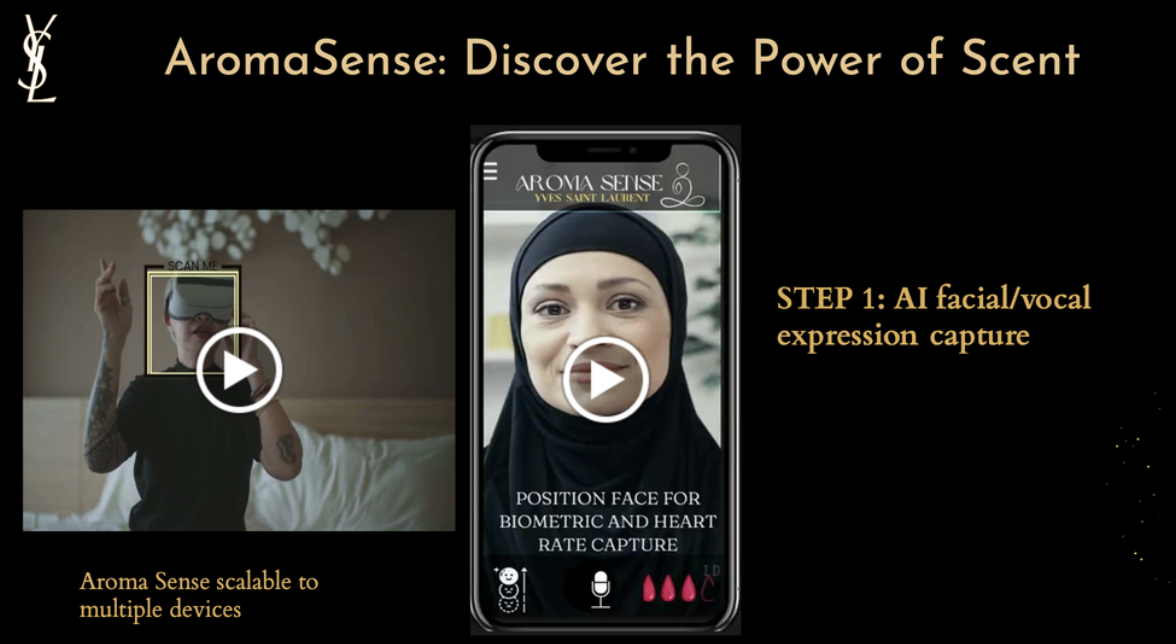 YSL
AromaSense: Discover the Power of Scent
SCAN ME
AROMA SENSE
YVES SAINT LAURENT
POSITION FACE FOR
BIOMETRIC AND HEART
RATE CAPTURE
STEP 1: AI facial/vocal
expression capture
Aroma Sense scalable to
multiple devices